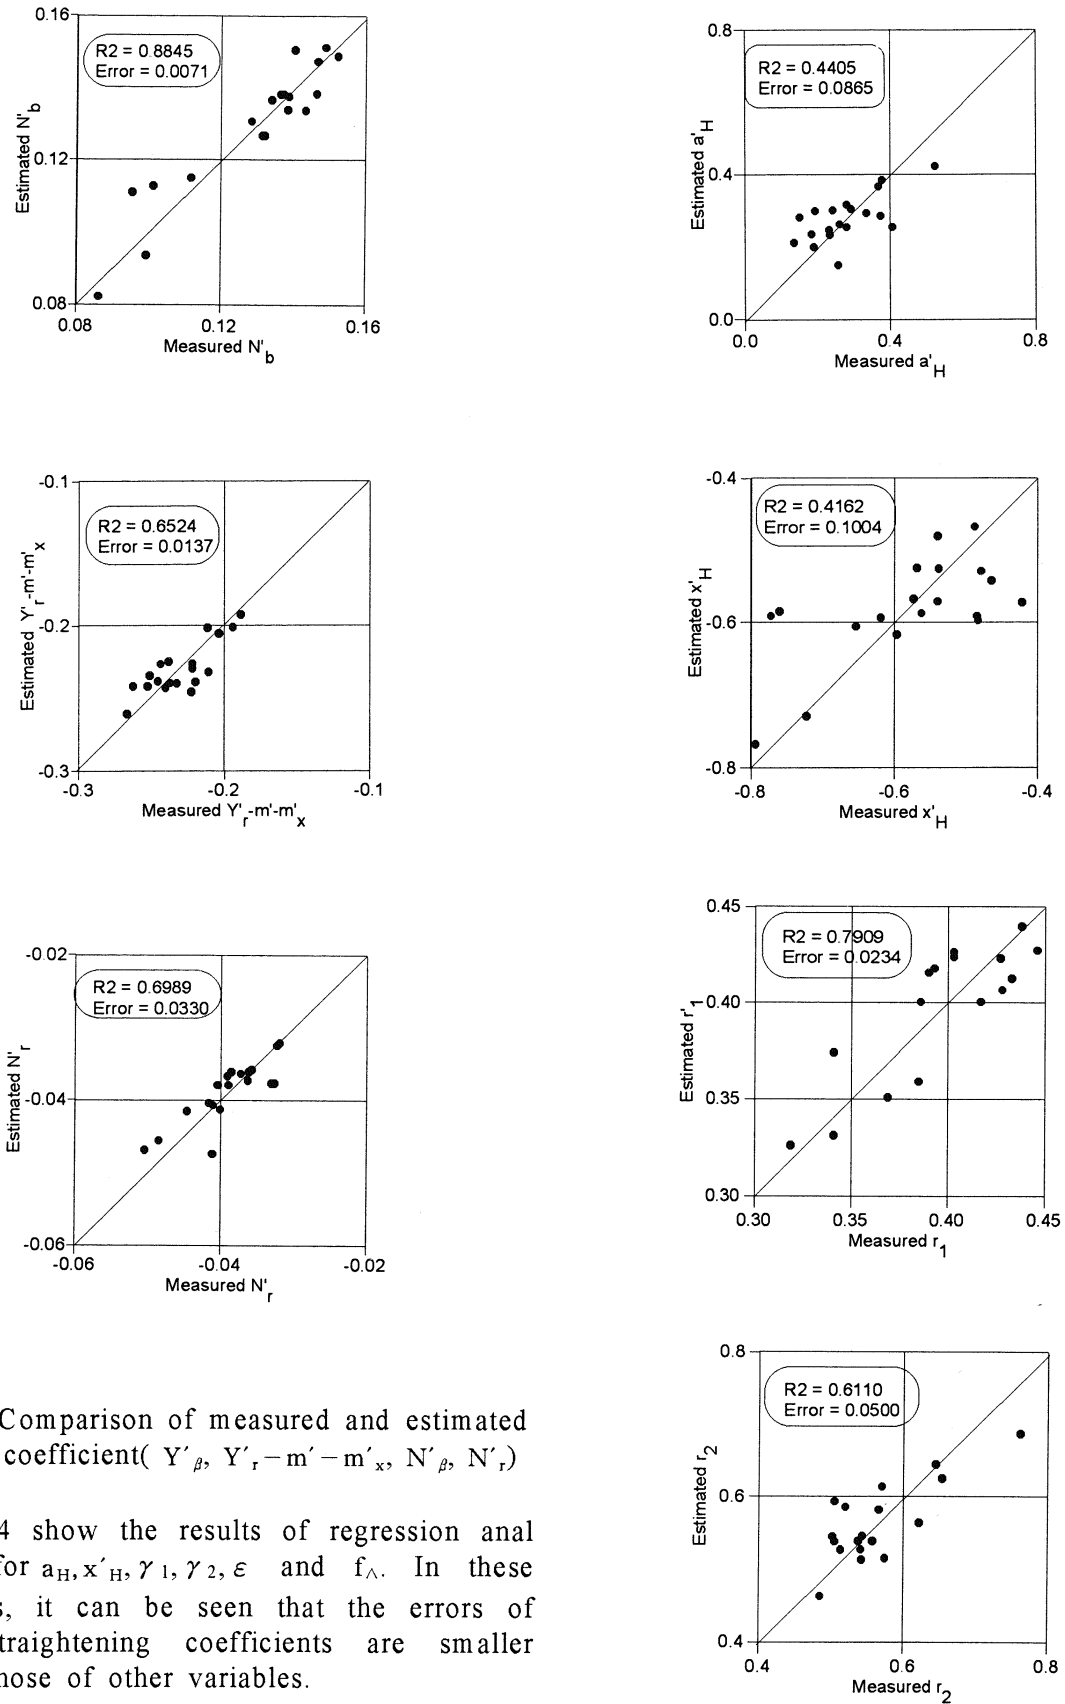 0.16
R2 = 0.8845
Error = 0.0071
Estimated N'b
0.12
0.08
0.08 0.12 0.16
Measured N'b
-0.1
R2 = 0.6524
Error = 0.0137
Estimated Y'r-m'-m'x
-0.2
-0.3
-0.3 -0.2 -0.1
Measured Y'r-m'-m'x
-0.02
R2 = 0.6989
Error = 0.0330
Estimated N'r
-0.04
-0.06
-0.06 -0.04 -0.02
Measured N'r
Comparison of measured and estimated
coefficient( Y′β, Y′r－m′－m′x, N′β, N′r)
4 show the results of regression anal
for aH, x′H, γ1, γ2, ε and f∧. In these
s, it can be seen that the errors of
traightening coefficients are smaller
hose of other variables.
0.8
R2 = 0.4405
Error = 0.0865
Estimated a'H
0.4
0.0
0.0 0.4 0.8
Measured a'H
-0.4
R2 = 0.4162
Error = 0.1004
Estimated x'H
-0.6
-0.8
-0.8 -0.6 -0.4
Measured x'H
0.45
R2 = 0.7909
Error = 0.0234
Estimated r'1
0.40
0.35
0.30
0.30 0.35 0.40 0.45
Measured r1
0.8
R2 = 0.6110
Error = 0.0500
Estimated r2
0.6
0.4
0.4 0.6 0.8
Measured r2